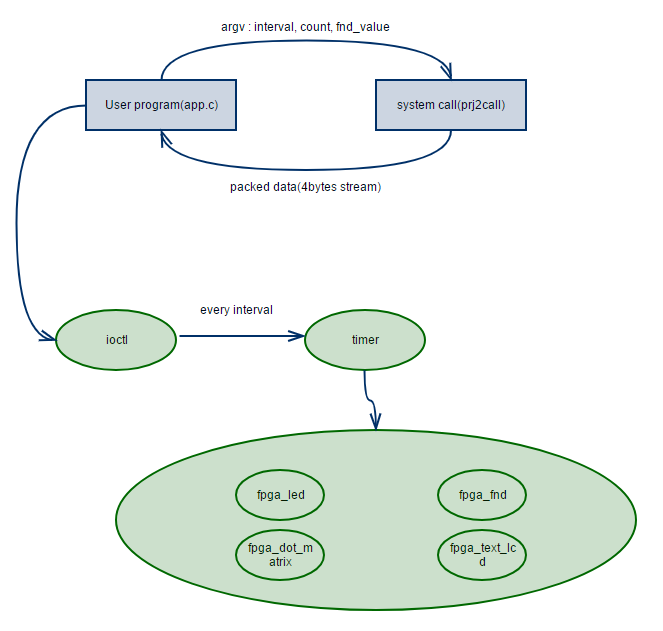 argv : interval, count, fnd_value
User program(app.c)
system call(prj2call)
packed data(4bytes stream)
every interval
ioctl
timer
fpga_led
fpga_fnd
fpga_dot_m
atrix
fpga_text_lc
d